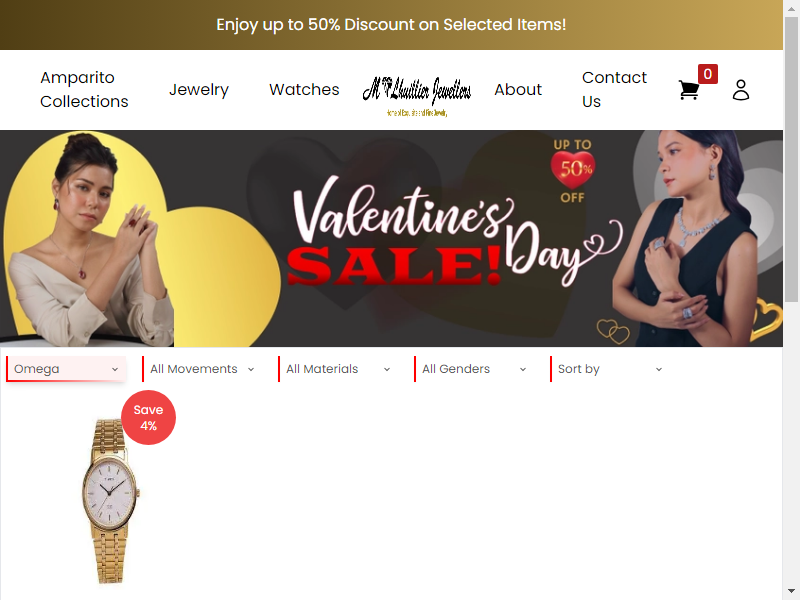 Enjoy up to 50% Discount on Selected Items!
Amparito
Collections
Jewelry
Watches
M Lhuillier Jewellers
About
Contact
Us
0
UP TO
50%
OFF
Valentine's
Day
SALE!
Omega
All Movements
All Materials
All Genders
Sort by
Save
4%